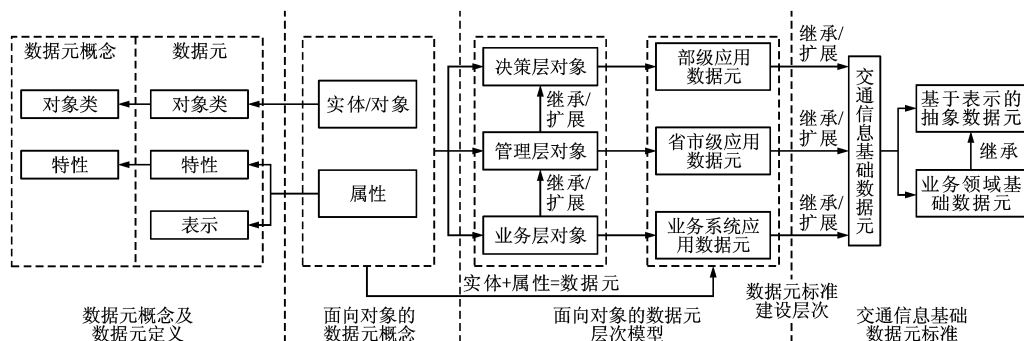 数据元概念
数据元
对象类
对象类
特性
特性
表示
实体/对象
属性
决策层对象
继承/
扩展
管理层对象
继承/
扩展
业务层对象
部级应用
数据元
省市级应用
数据元
业务系统应
用数据元
继承/
扩展
继承/
扩展
继承/
扩展
交通信息基础数据元
基于表示的
抽象数据元
继承
业务领域基
础数据元
实体+属性=数据元
数据元概念及
数据元定义
面向对象的
数据元概念
面向对象的数据元
层次模型
数据元标准
建设层次
交通信息基础
数据元标准